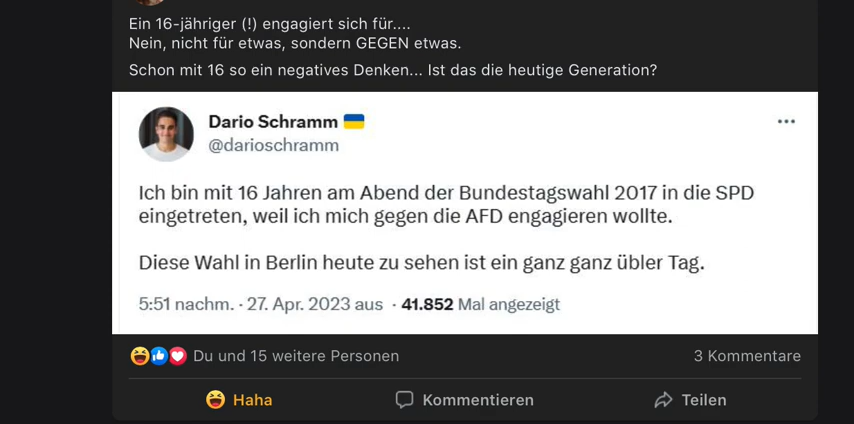 Ein 16-jähriger (!) engagiert sich für....
Nein, nicht für etwas, sondern GEGEN etwas.
Schon mit 16 so ein negatives Denken... Ist das die heutige Generation?
Dario Schramm 🇺🇦
@darioschramm
Ich bin mit 16 Jahren am Abend der Bundestagswahl 2017 in die SPD
eingetreten, weil ich mich gegen die AFD engagieren wollte.
Diese Wahl in Berlin heute zu sehen ist ein ganz ganz übler Tag.
5:51 nachm. · 27. Apr. 2023 aus · 41.852 Mal angezeigt
Du und 15 weitere Personen
3 Kommentare
Haha
Kommentieren
Teilen